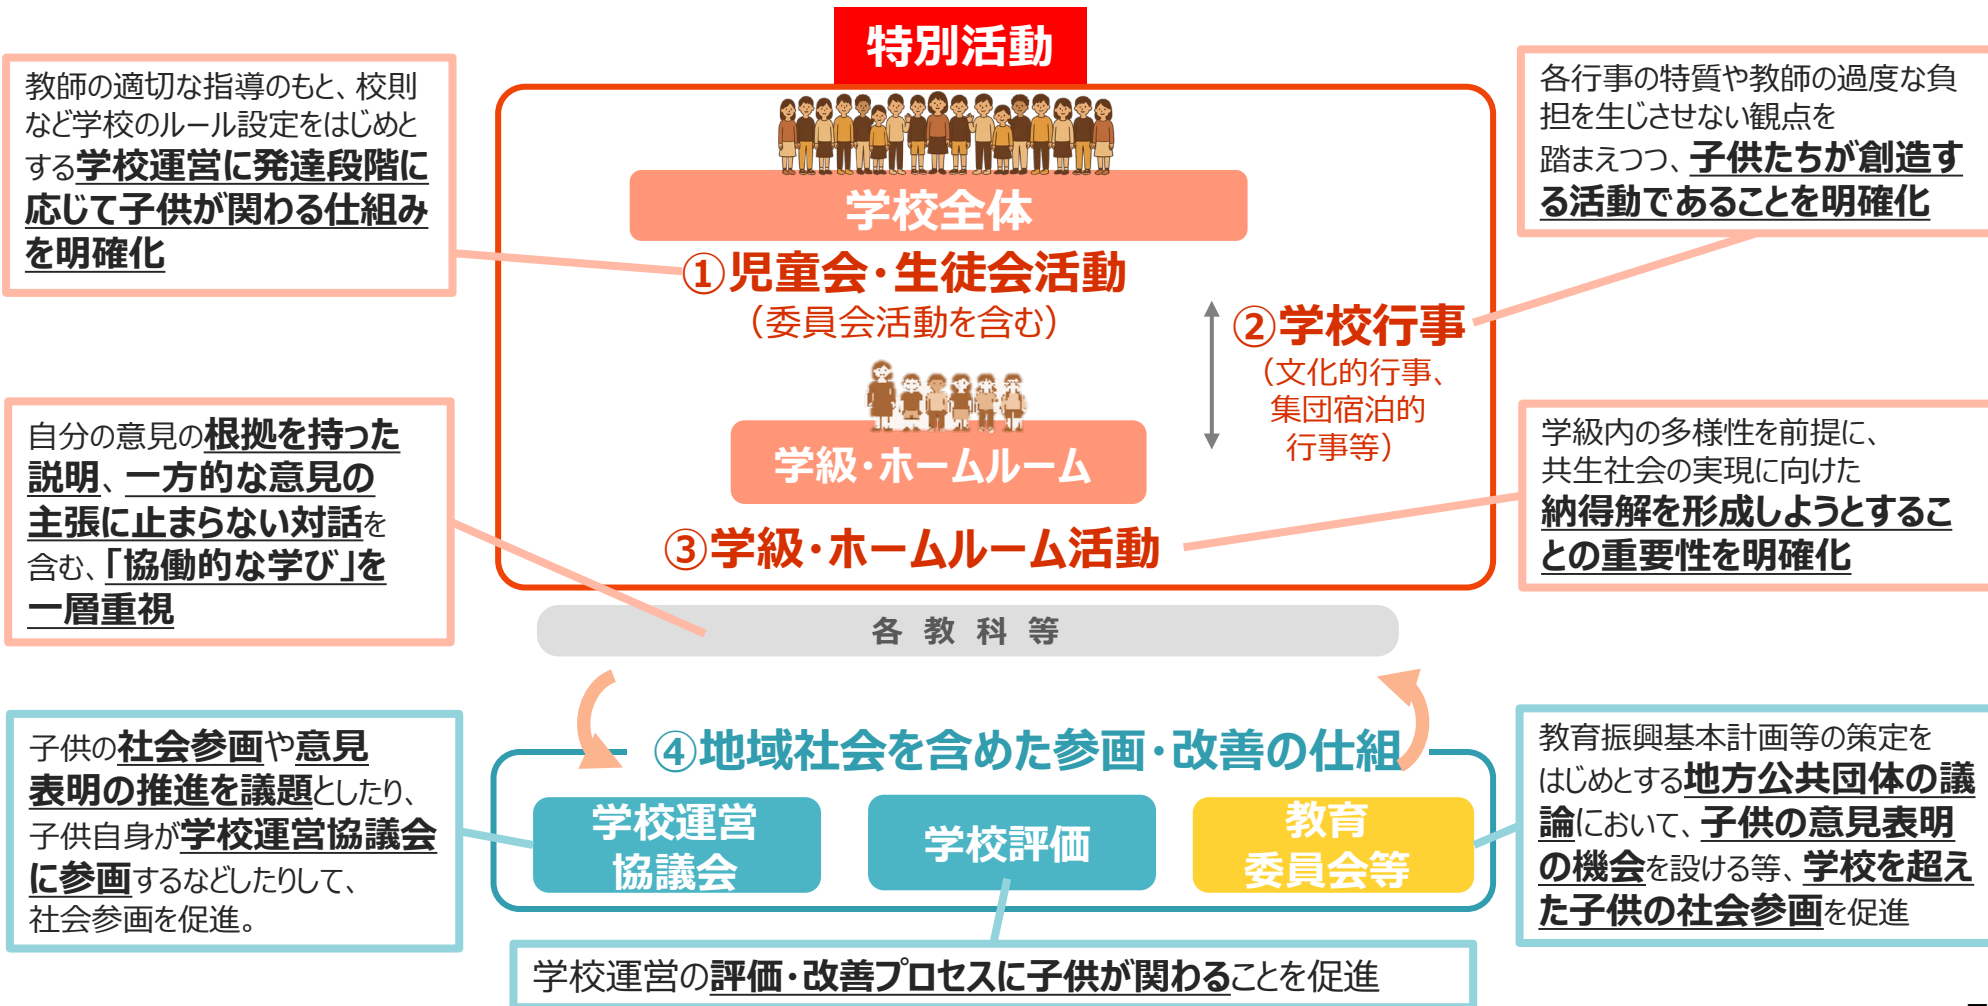 特別活動
教師の適切な指導のもと、校則
など学校のルール設定をはじめと
する学校運営に発達段階に
応じて子供が関わる仕組み
を明確化
各行事の特質や教師の過度な負
担を生じさせない観点を
踏まえつつ、子供たちが創造す
る活動であることを明確化
学校全体
①児童会・生徒会活動
（委員会活動を含む）
②学校行事
（文化的行事、
集団宿泊的
行事等）
学級・ホームルーム
③学級・ホームルーム活動
自分の意見の根拠を持った
説明、一方的な意見の
主張に止まらない対話を
含む、「協働的な学び」を
一層重視
学級内の多様性を前提に、
共生社会の実現に向けた
納得解を形成しようとするこ
との重要性を明確化
各教科等
④地域社会を含めた参画・改善の仕組
学校運営
協議会
学校評価
教育
委員会等
子供の社会参画や意見
表明の推進を議題としたり、
子供自身が学校運営協議会
に参画するなどしたりして、
社会参画を促進。
教育振興基本計画等の策定を
はじめとする地方公共団体の議
論において、子供の意見表明
の機会を設ける等、学校を超え
た子供の社会参画を促進
学校運営の評価・改善プロセスに子供が関わることを促進